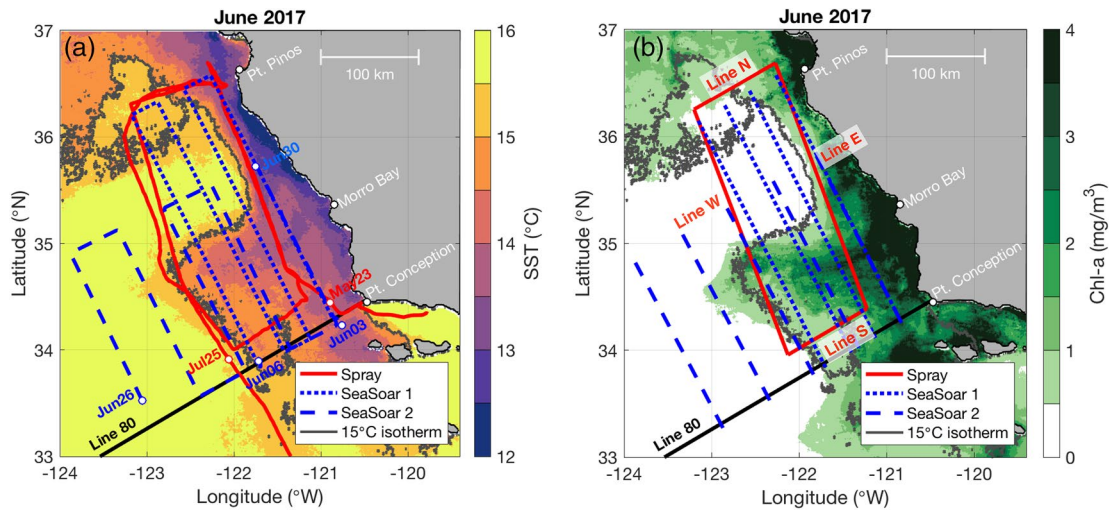 June 2017
(a)
37
36
35
34
33
-124
-123
-122
-121
-120
Latitude (°N)
Longitude (°W)
Pt. Pinos
100 km
Jun30
Morro Bay
Pt. Conception
May23
Jun03
Jul25
Jun06
Jun26
Line 80
Spray
SeaSoar 1
SeaSoar 2
15°C isotherm
16
15
14
13
12
SST (°C)
June 2017
(b)
37
36
35
34
33
-124
-123
-122
-121
-120
Latitude (°N)
Longitude (°W)
Line N
Pt. Pinos
100 km
Line E
Morro Bay
Line W
Pt. Conception
Line S
Line 80
Spray
SeaSoar 1
SeaSoar 2
15°C isotherm
4
3
2
1
0
Chl-a (mg/m³)